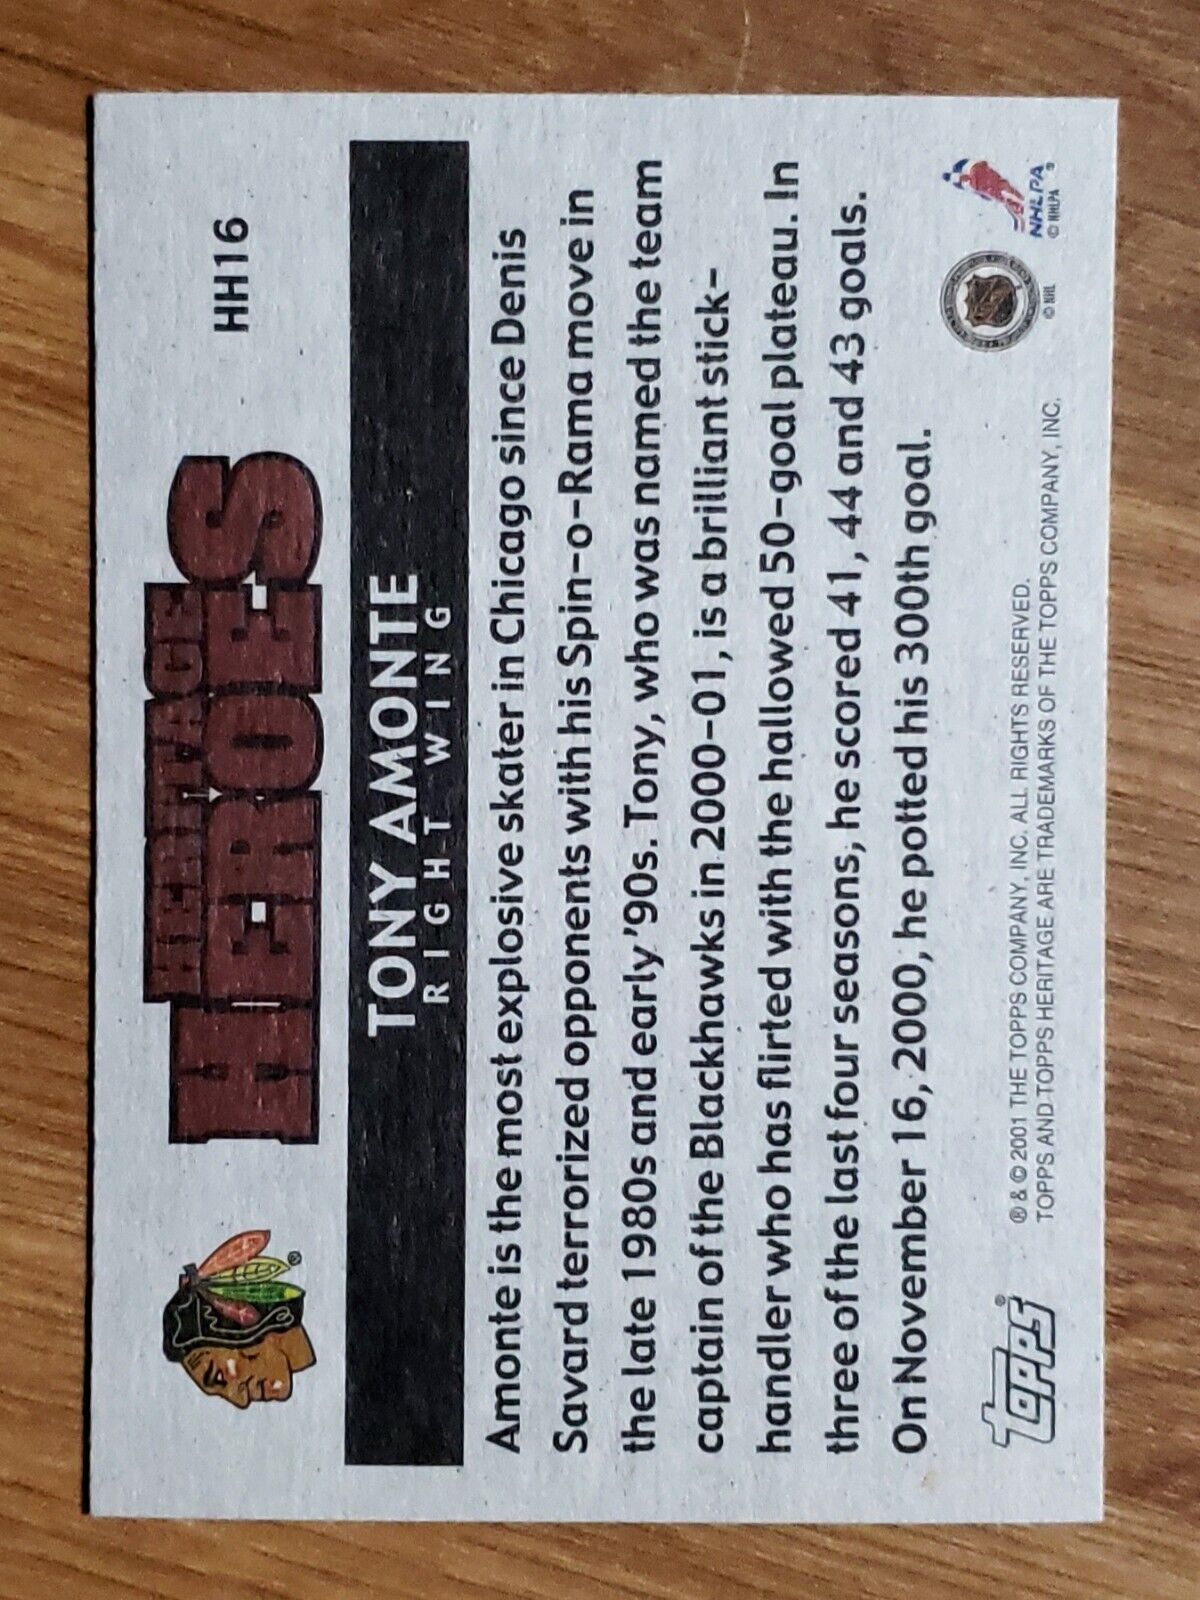 HERITAGE
HEROES
HH16
TONY AMONTE
RIGHT WING
Amonte is the most explosive skater in Chicago since Denis
Savard terrorized opponents with his Spin-o-Rama move in
the late 1980s and early '90s. Tony, who was named the team
captain of the Blackhawks in 2000-01, is a brilliant stick-
handler who has flirted with the hallowed 50-goal plateau. In
three of the last four seasons, he scored 41, 44 and 43 goals.
On November 16, 2000, he potted his 300th goal.
Topps®
® & © 2001 THE TOPPS COMPANY, INC. ALL RIGHTS RESERVED.
TOPPS AND TOPPS HERITAGE ARE TRADEMARKS OF THE TOPPS COMPANY, INC.
© NHL
NHLPA
© NHLPA